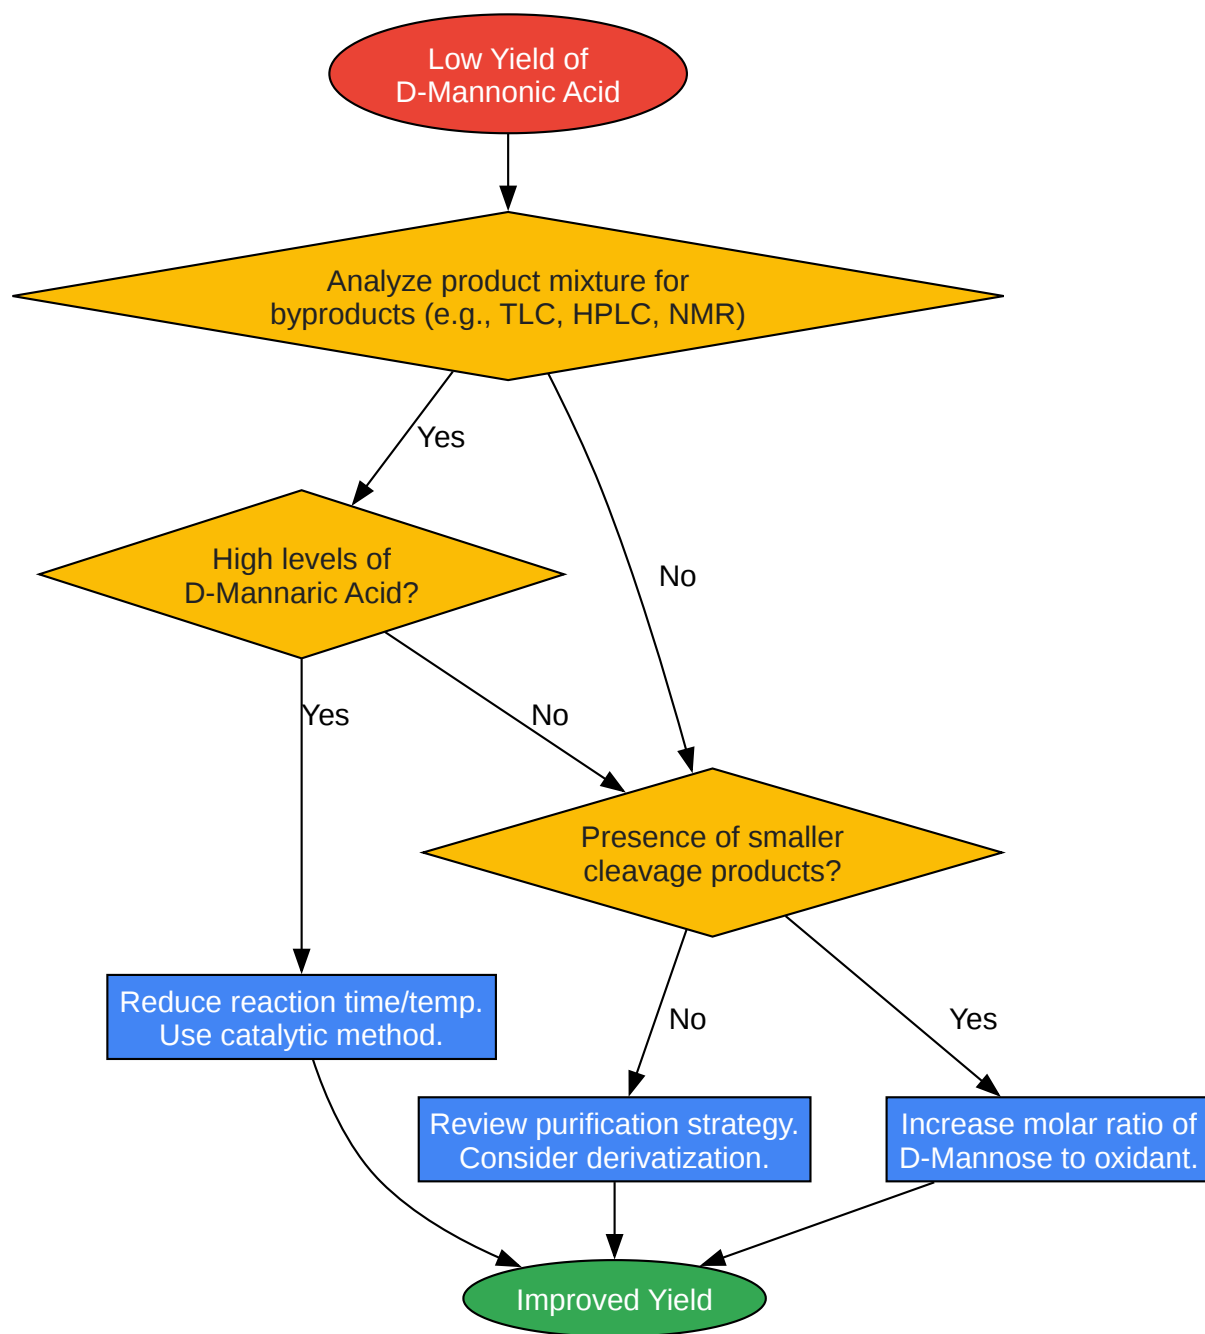 Low Yield of
D-Mannonic Acid
Analyze product mixture for
byproducts (e.g., TLC, HPLC, NMR)
Yes
No
High levels of
D-Mannaric Acid?
Yes
No
Presence of smaller
cleavage products?
No
Yes
Reduce reaction time/temp.
Use catalytic method.
Review purification strategy.
Consider derivatization.
Increase molar ratio of
D-Mannose to oxidant.
Improved Yield